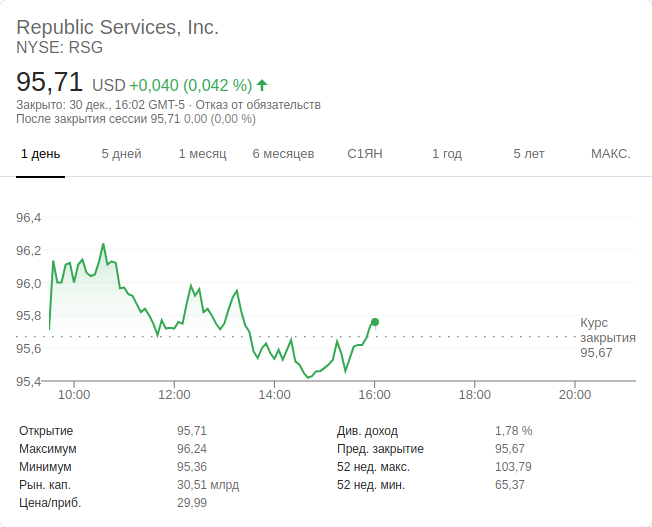 Republic Services, Inc.
NYSE: RSG
95,71 USD +0,040 (0,042 %)
Закрыто: 30 дек., 16:02 GMT-5 · Отказ от обязательств
После закрытия сессии 95,71 0,00 (0,00 %)
1 день 5 дней 1 месяц 6 месяцев С1ЯН 1 год 5 лет МАКС.
96,4
96,2
96,0
95,8
95,6
95,4
Курс
закрытия
95,67
10:00 12:00 14:00 16:00 18:00 20:00
Открытие 95,71 Див. доход 1,78 %
Максимум 96,24 Пред. закрытие 95,67
Минимум 95,36 52 нед. макс. 103,79
Рын. кап. 30,51 млрд 52 нед. мин. 65,37
Цена/приб. 29,99